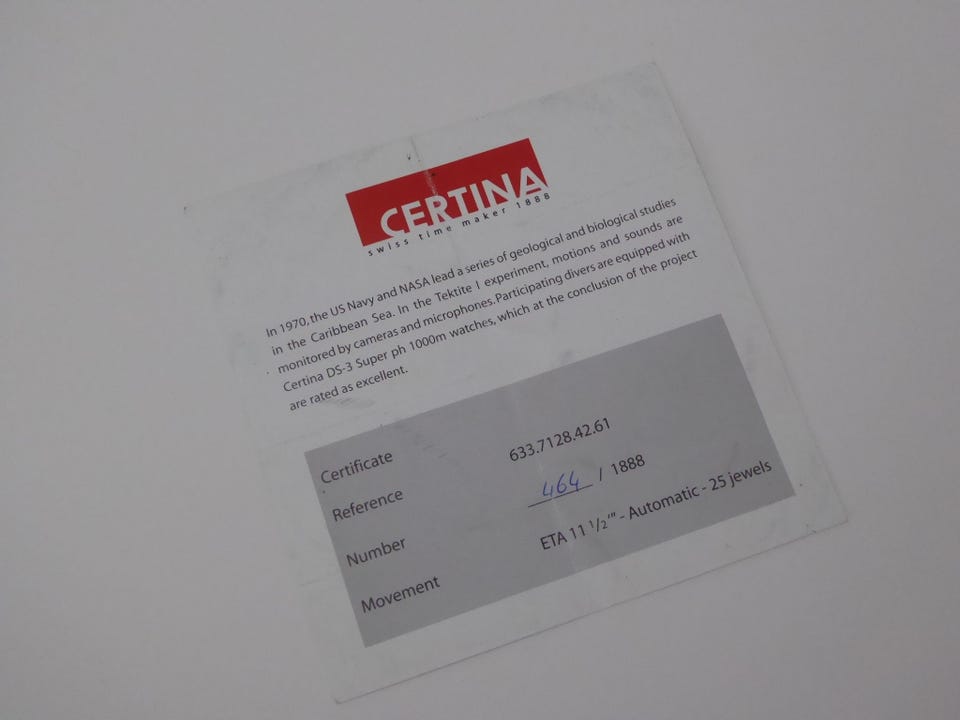 CERTINA
swiss time maker 1888
In 1970, the US Navy and NASA lead a series of geological and biological studies
in the Caribbean Sea. In the Tektite I experiment, motions and sounds are
monitored by cameras and microphones. Participating divers are equipped with
Certina DS-3 Super ph 1000m watches, which at the conclusion of the project
are rated as excellent.
Certificate
Reference 633.7128.42.61
Number 464 / 1888
Movement ETA 11 ½''' - Automatic - 25 jewels